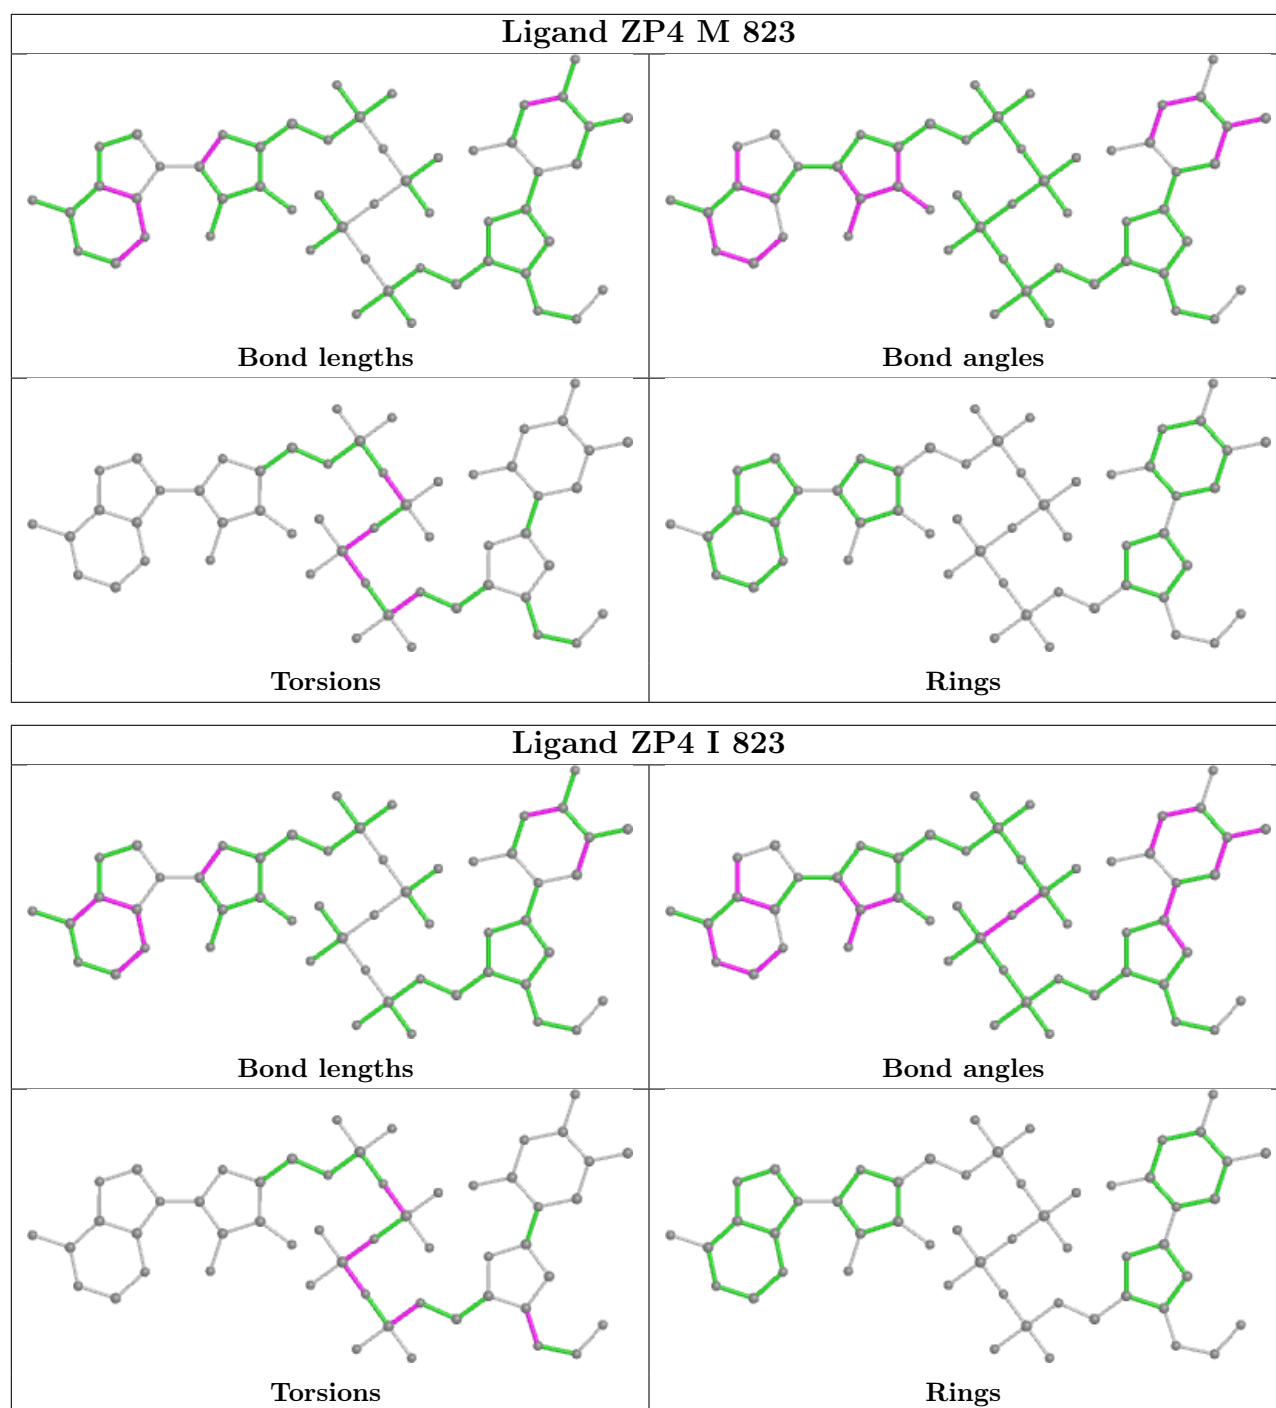 Ligand ZP4 M 823
Bond lengths
Bond angles
Torsions
Rings
Ligand ZP4 I 823
Bond lengths
Bond angles
Torsions
Rings